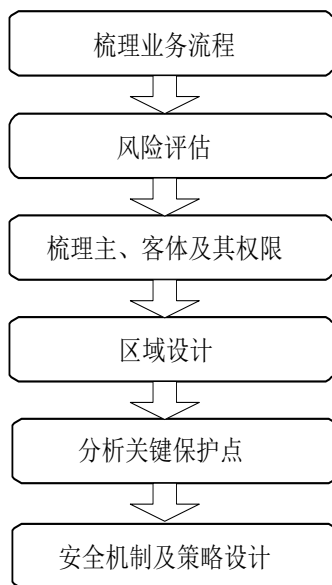 梳理业务流程
风险评估
梳理主、客体及其权限
区域设计
分析关键保护点
安全机制及策略设计